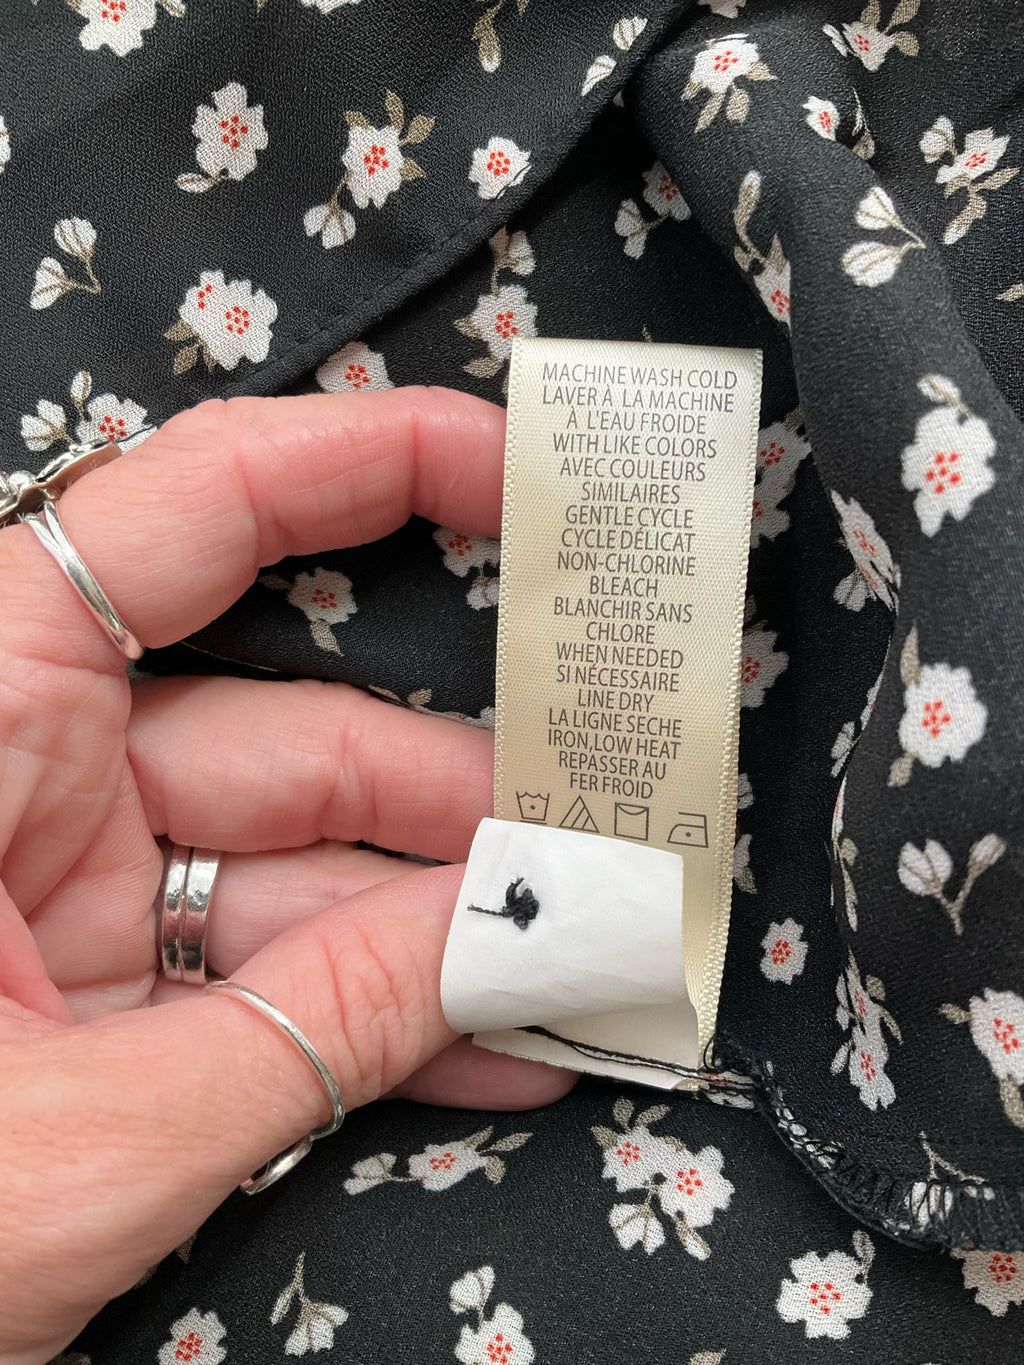 MACHINE WASH COLD
LAVER À LA MACHINE
À L'EAU FROIDE
WITH LIKE COLORS
AVEC COULEURS
SIMILAIRES
GENTLE CYCLE
CYCLE DÉLICAT
NON-CHLORINE
BLEACH
BLANCHIR SANS
CHLORE
WHEN NEEDED
SI NÉCESSAIRE
LINE DRY
LA LIGNE SECHE
IRON,LOW HEAT
REPASSER AU
FER FROID